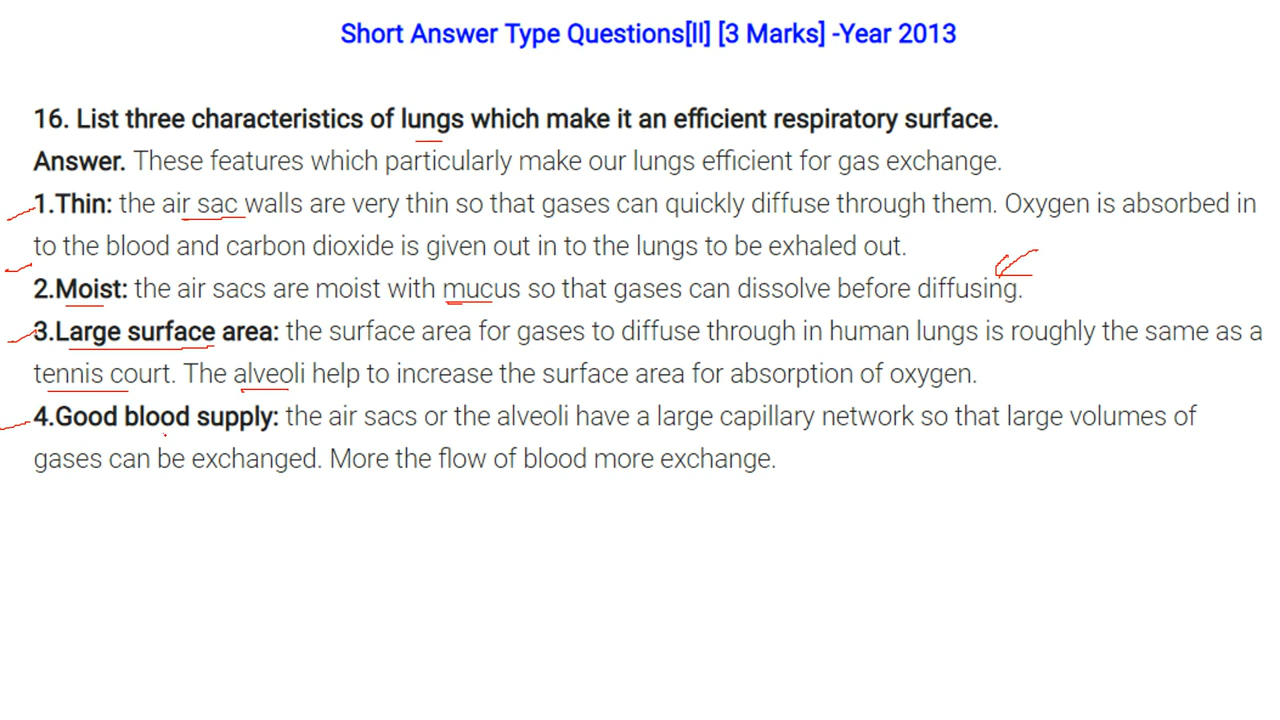 Short Answer Type Questions[II] [3 Marks] -Year 2013
16. List three characteristics of lungs which make it an efficient respiratory surface.
Answer. These features which particularly make our lungs efficient for gas exchange.
1.Thin: the air sac walls are very thin so that gases can quickly diffuse through them. Oxygen is absorbed in
to the blood and carbon dioxide is given out in to the lungs to be exhaled out.
2.Moist: the air sacs are moist with mucus so that gases can dissolve before diffusing.
3.Large surface area: the surface area for gases to diffuse through in human lungs is roughly the same as a
tennis court. The alveoli help to increase the surface area for absorption of oxygen.
4.Good blood supply: the air sacs or the alveoli have a large capillary network so that large volumes of
gases can be exchanged. More the flow of blood more exchange.